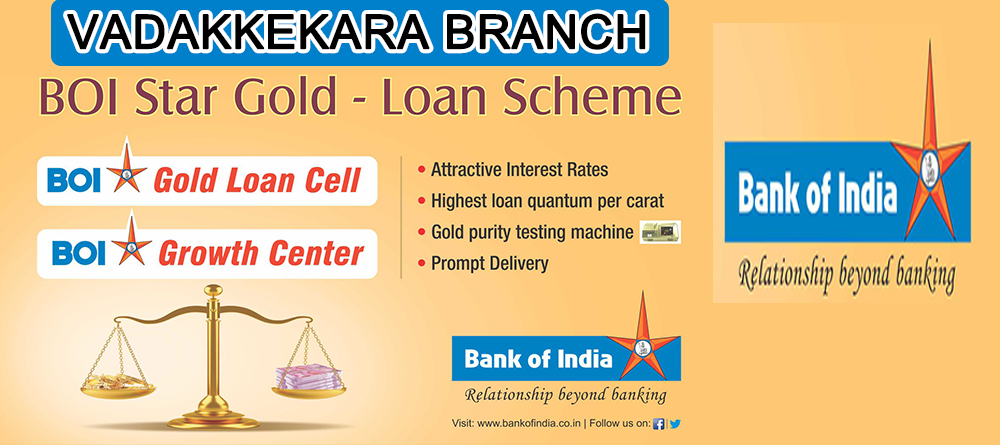 VADAKKEKARA BRANCH
BOI Star Gold - Loan Scheme
BOI Gold Loan Cell
BOI Growth Center
• Attractive Interest Rates
• Highest loan quantum per carat
• Gold purity testing machine
• Prompt Delivery
Bank of India
Relationship beyond banking
Visit: www.bankofindia.co.in | Follow us on:
Bank of India
Relationship beyond banking